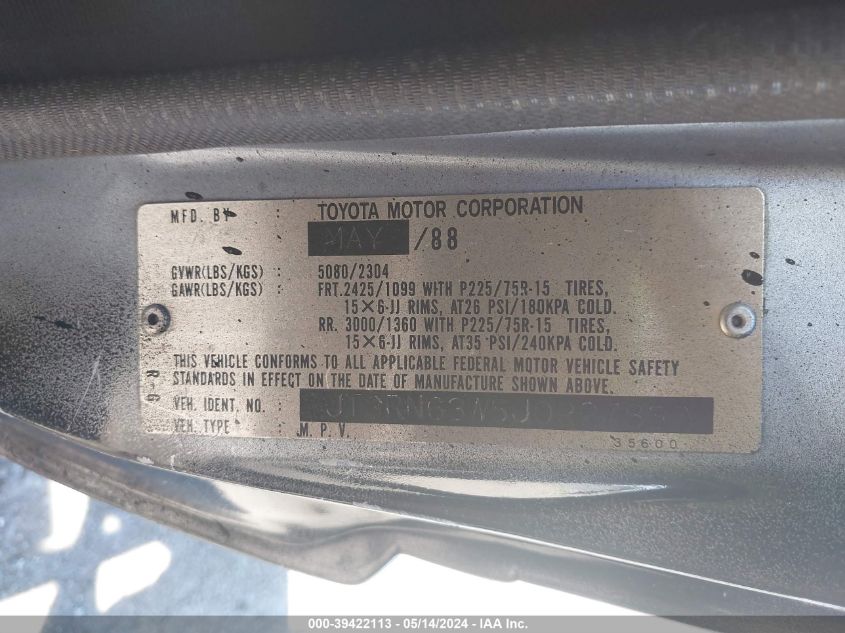 MFD. BY : TOYOTA MOTOR CORPORATION
MAY /88
GVWR(LBS/KGS) : 5080/2304
GAWR(LBS/KGS) : FRT.2425/1099 WITH P225/75R-15 TIRES,
15×6-JJ RIMS, AT26 PSI/180KPA COLD.
RR. 3000/1360 WITH P225/75R-15 TIRES,
15×6-JJ RIMS, AT35 PSI/240KPA COLD.
THIS VEHICLE CONFORMS TO ALL APPLICABLE FEDERAL MOTOR VEHICLE SAFETY
STANDARDS IN EFFECT ON THE DATE OF MANUFACTURE SHOWN ABOVE.
VEH. IDENT. NO. :
VEH. TYPE : M. P. V.
35600
R-G
000-39422113 - 05/14/2024 - IAA Inc.